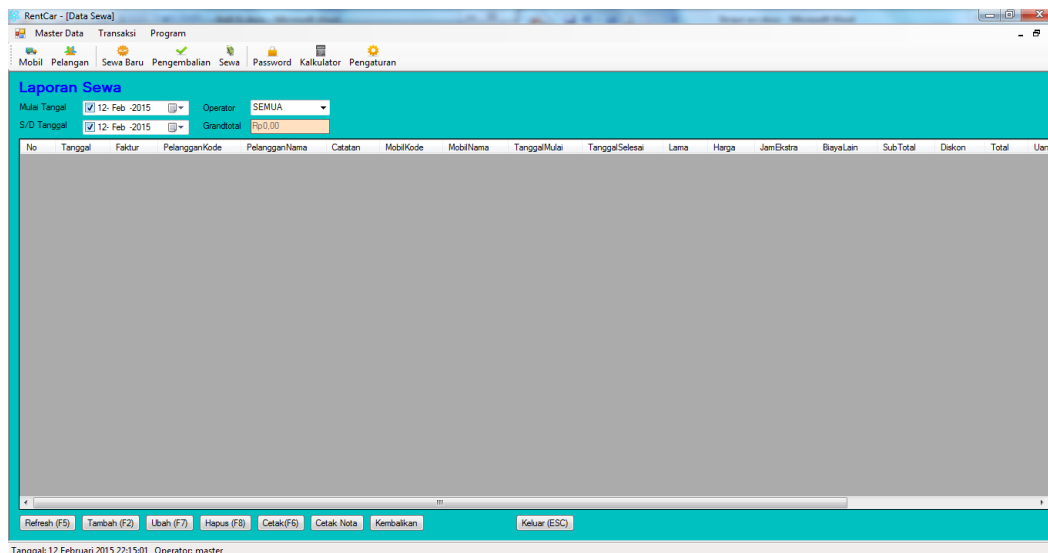 RentCar - [Data Sewa]
Master Data Transaksi Program
Mobil Pelangan Sewa Baru Pengembalian Sewa Password Kalkulator Pengaturan
Laporan Sewa
Mulai Tangal 12- Feb -2015 Operator SEMUA
S/D Tanggal 12- Feb -2015 Grandtotal Rp0,00
No Tanggal Faktur PelangganKode PelangganNama Catatan MobilKode MobilNama TanggalMulai TanggalSelesai Lama Harga JamEkstra BiayaLain SubTotal Diskon Total Uan
Refresh (F5) Tambah (F2) Ubah (F7) Hapus (F8) Cetak(F6) Cetak Nota Kembalikan Keluar (ESC)
Tanggal: 12 Februari 2015 22:15:01 Operator: master